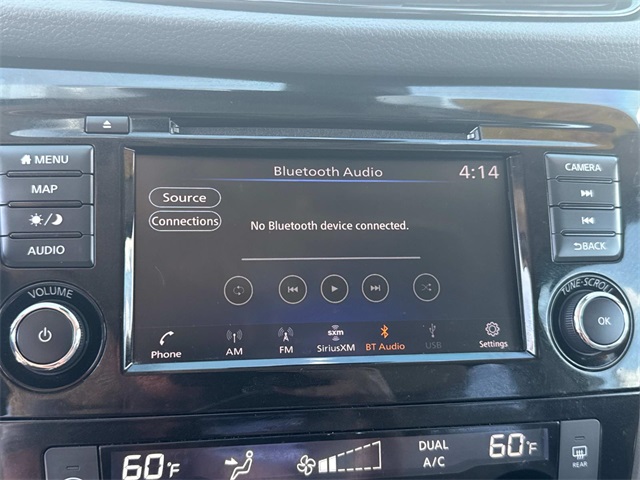 MENU
MAP
AUDIO
VOLUME
Bluetooth Audio
4:14
Source
Connections
No Bluetooth device connected.
Phone
AM
FM
sxm
SiriusXM
BT Audio
USB
Settings
CAMERA
BACK
TUNE·SCROLL
OK
60°F
DUAL
A/C
60°F
REAR